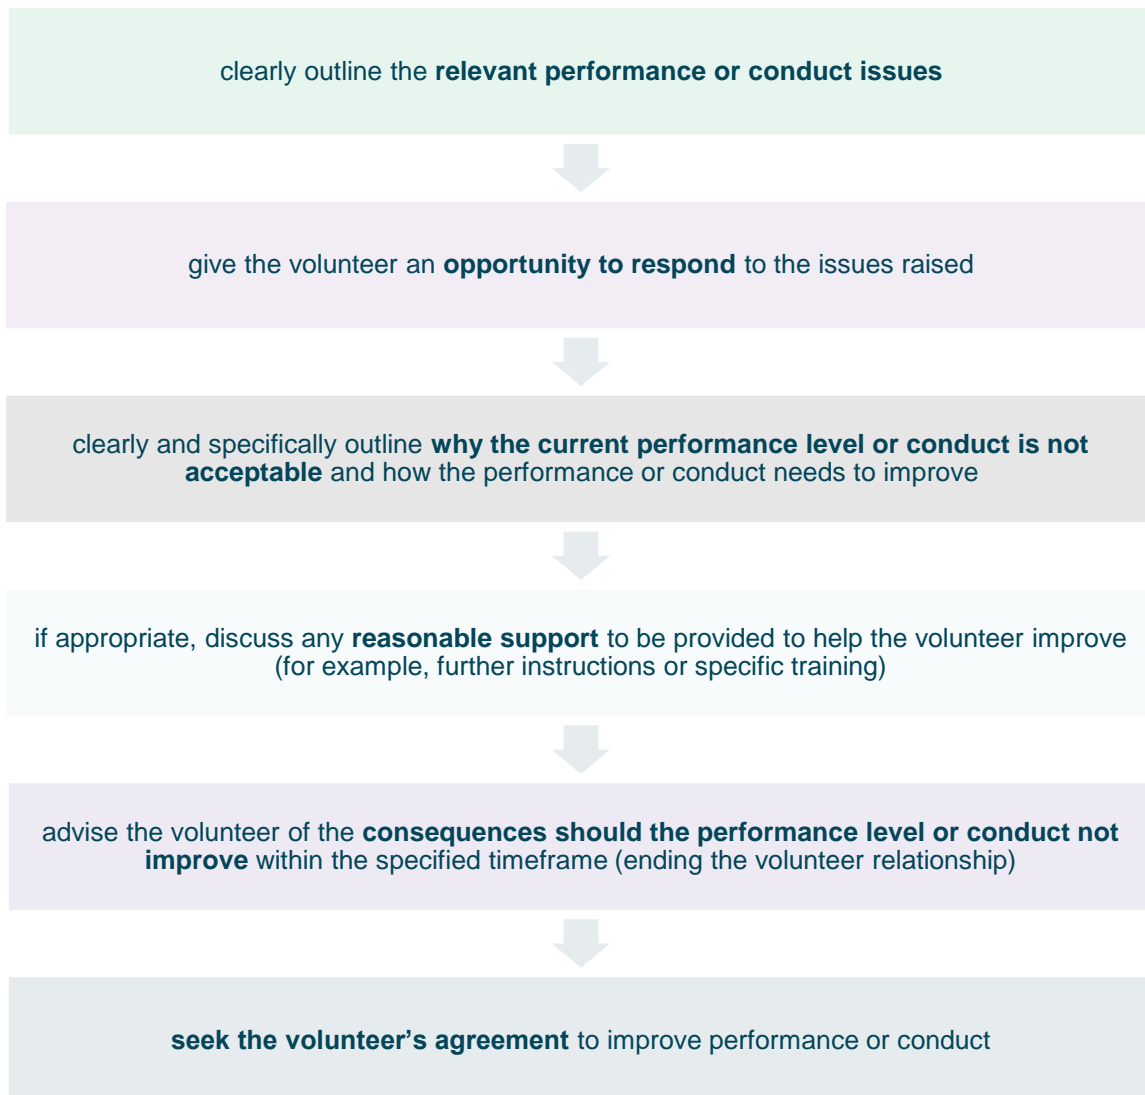 clearly outline the relevant performance or conduct issues
give the volunteer an opportunity to respond to the issues raised
clearly and specifically outline why the current performance level or conduct is not
acceptable and how the performance or conduct needs to improve
if appropriate, discuss any reasonable support to be provided to help the volunteer improve
(for example, further instructions or specific training)
advise the volunteer of the consequences should the performance level or conduct not
improve within the specified timeframe (ending the volunteer relationship)
seek the volunteer’s agreement to improve performance or conduct